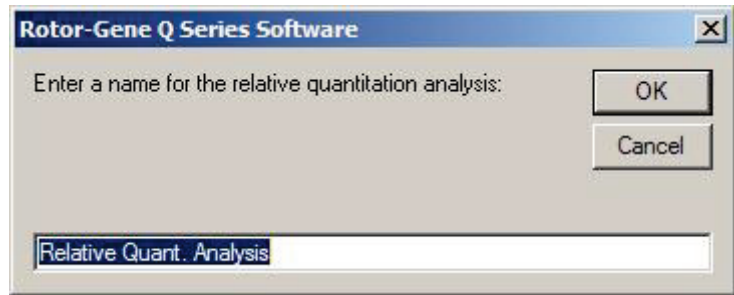 Rotor-Gene Q Series Software
Enter a name for the relative quantitation analysis:
OK
Cancel
Relative Quant. Analysis